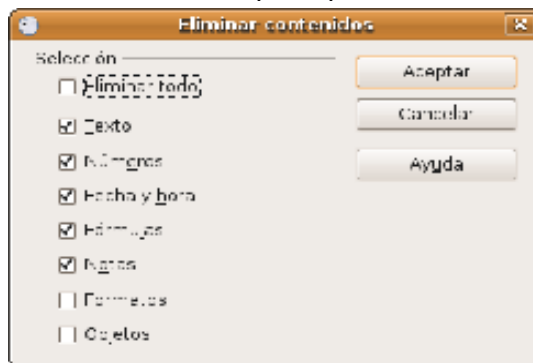 Eliminar contenidos
Selección
Eliminar todo
Texto
Números
Fecha y hora
Fórmulas
Notas
Formatos
Objetos
Aceptar
Cancelar
Ayuda